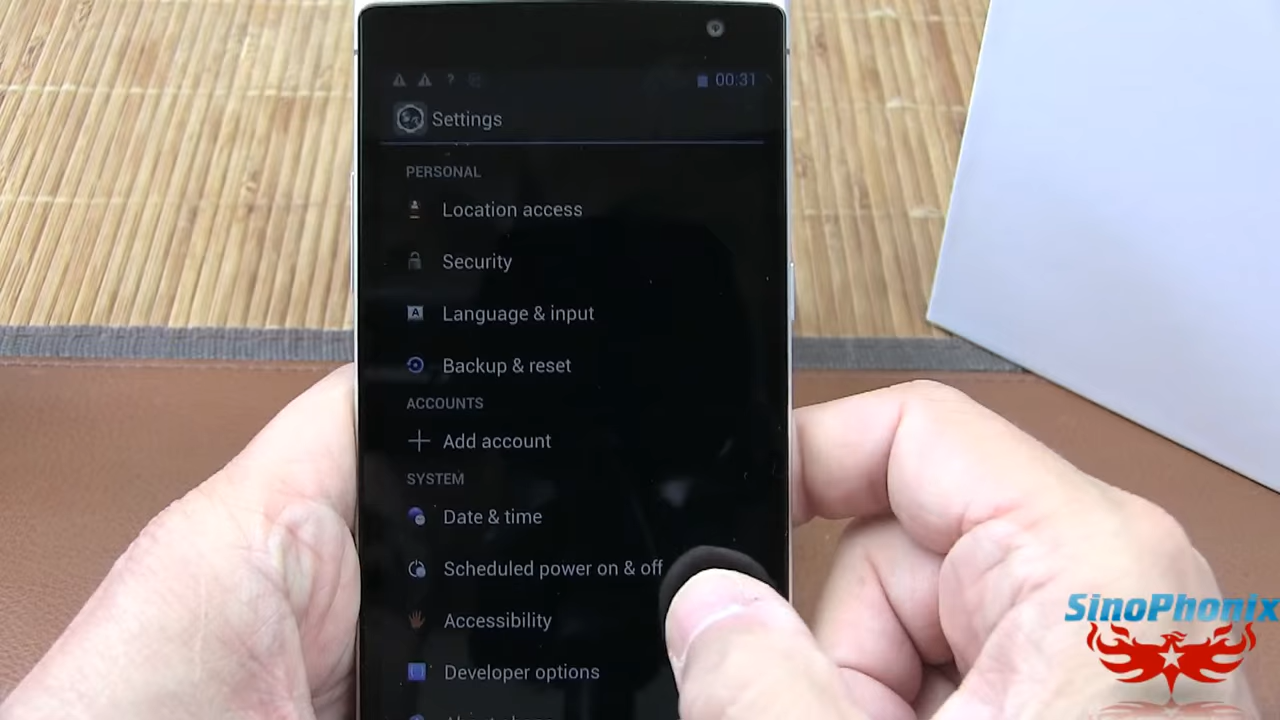 00:31
Settings
PERSONAL
Location access
Security
Language & input
Backup & reset
ACCOUNTS
Add account
SYSTEM
Date & time
Scheduled power on & off
Accessibility
Developer options
SinoPhonix